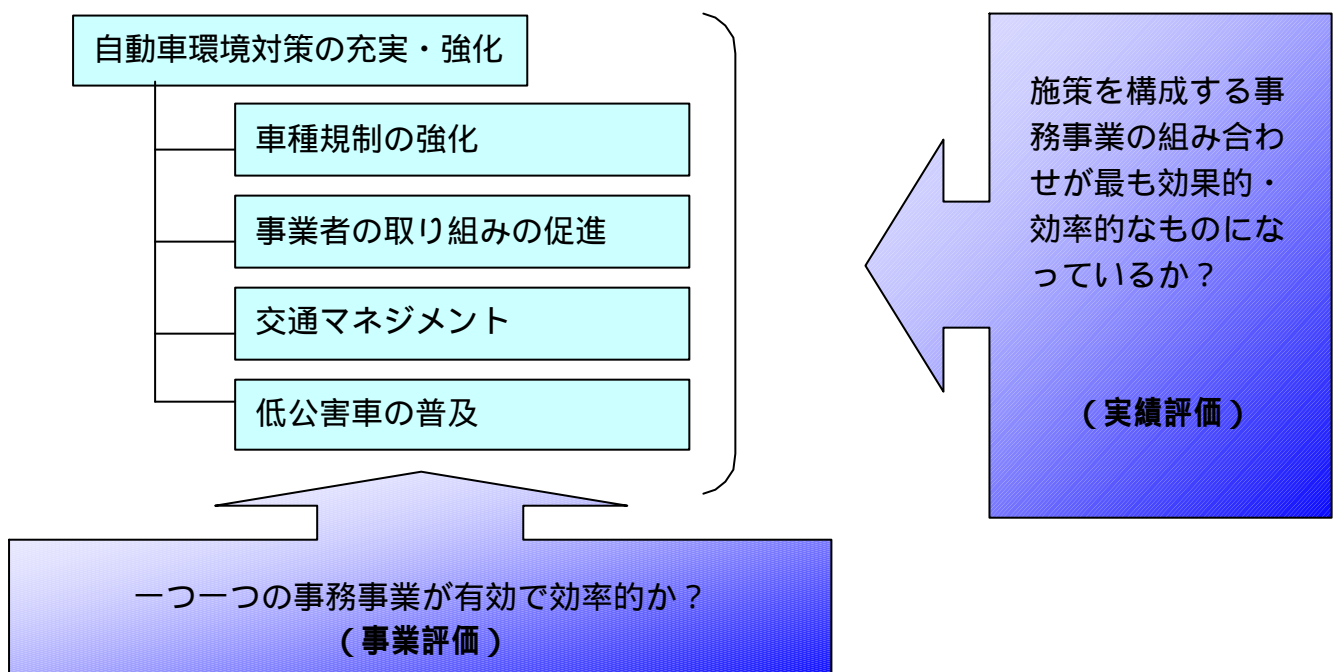 自動車環境対策の充実・強化
車種規制の強化
事業者の取り組みの促進
交通マネジメント
低公害車の普及
施策を構成する事
務事業の組み合わ
せが最も効果的・
効率的なものにな
っているか？
（実績評価）
一つ一つの事務事業が有効で効率的か？
（事業評価）